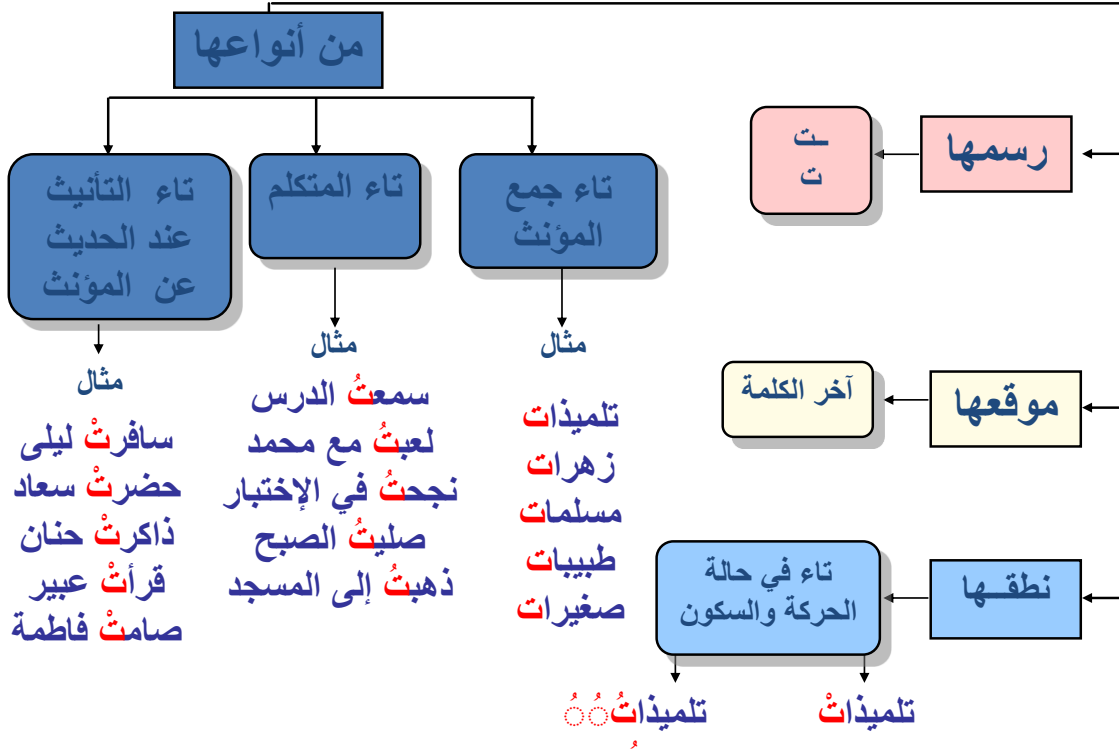 من أنواعها
رسمها
ـت
ت
تاء جمع
المؤنث
تاء المتكلم
تاء التأنيث
عند الحديث
عن المؤنث
مثال
تلميذات
زهرات
مسلمات
طبيبات
صغيرات
مثال
سمعتُ الدرس
لعبتُ مع محمد
نجحتُ في الإختبار
صليتُ الصبح
ذهبتُ إلى المسجد
مثال
سافرتْ ليلى
حضرتْ سعاد
ذاكرتْ حنان
قرأتْ عبير
صامتْ فاطمة
موقعها
آخر الكلمة
نطقــها
تاء في حالة
الحركة والسكون
تلميذاتْ
تلميذاتُ